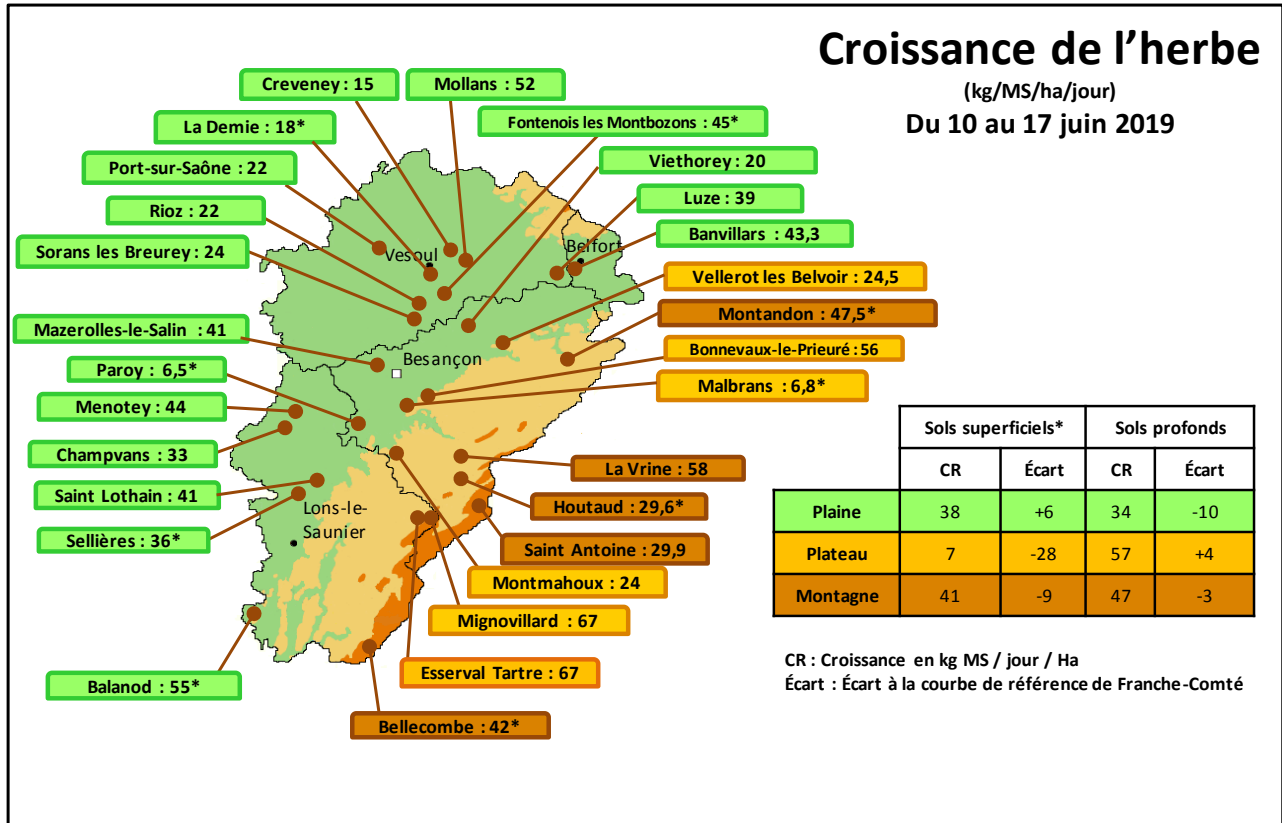 Croissance de l’herbe
(kg/MS/ha/jour)
Du 10 au 17 juin 2019
Creveney : 15
Mollans : 52
La Demie : 18*
Fontenois les Montbozons : 45*
Port-sur-Saône : 22
Viethorey : 20
Rioz : 22
Luze : 39
Sorans les Breurey : 24
Banvillars : 43,3
Vesoul
Belfort
Vellerot les Belvoir : 24,5
Mazerolles-le-Salin : 41
Montandon : 47,5*
Besançon
Bonnevaux-le-Prieuré : 56
Paroy : 6,5*
Malbrans : 6,8*
Menotey : 44
Champvans : 33
La Vrine : 58
Saint Lothain : 41
Houtaud : 29,6*
Lons-le-
Saunier
Sellières : 36*
Saint Antoine : 29,9
Montmahoux : 24
Mignovillard : 67
Esserval Tartre : 67
Balanod : 55*
Bellecombe : 42*
Sols superficiels* Sols profonds
CR Écart CR Écart
Plaine 38 +6 34 -10
Plateau 7 -28 57 +4
Montagne 41 -9 47 -3
CR : Croissance en kg MS / jour / Ha
Écart : Écart à la courbe de référence de Franche-Comté